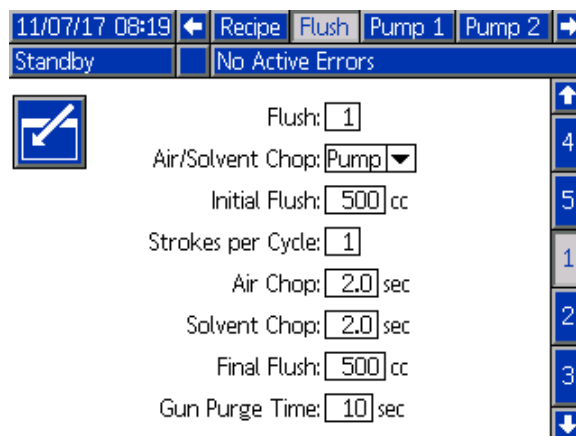 11/07/17 08:19 Recipe Flush Pump 1 Pump 2
Standby No Active Errors
Flush: 1
4
Air/Solvent Chop: Pump
Initial Flush: 500 cc
5
Strokes per Cycle: 1
1
Air Chop: 2.0 sec
Solvent Chop: 2.0 sec
2
Final Flush: 500 cc
3
Gun Purge Time: 10 sec